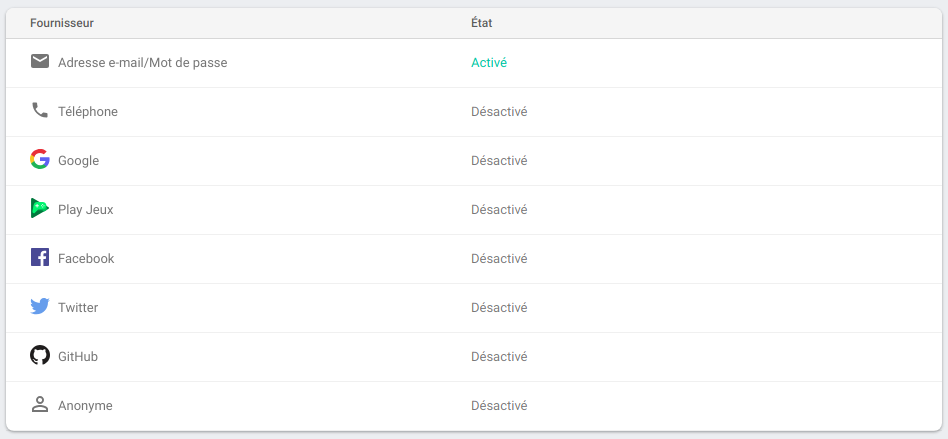 Fournisseur État
Adresse e-mail/Mot de passe Activé
Téléphone Désactivé
Google Désactivé
Play Jeux Désactivé
Facebook Désactivé
Twitter Désactivé
GitHub Désactivé
Anonyme Désactivé